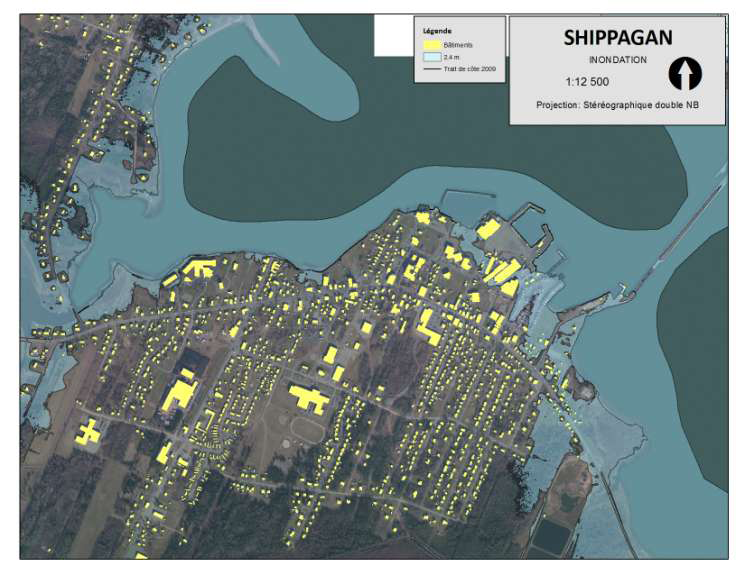 Légende
Bâtiments
2.4 m
Trait de côte 2009
SHIPPAGAN
INONDATION
1:12 500
Projection: Stéréographique double NB